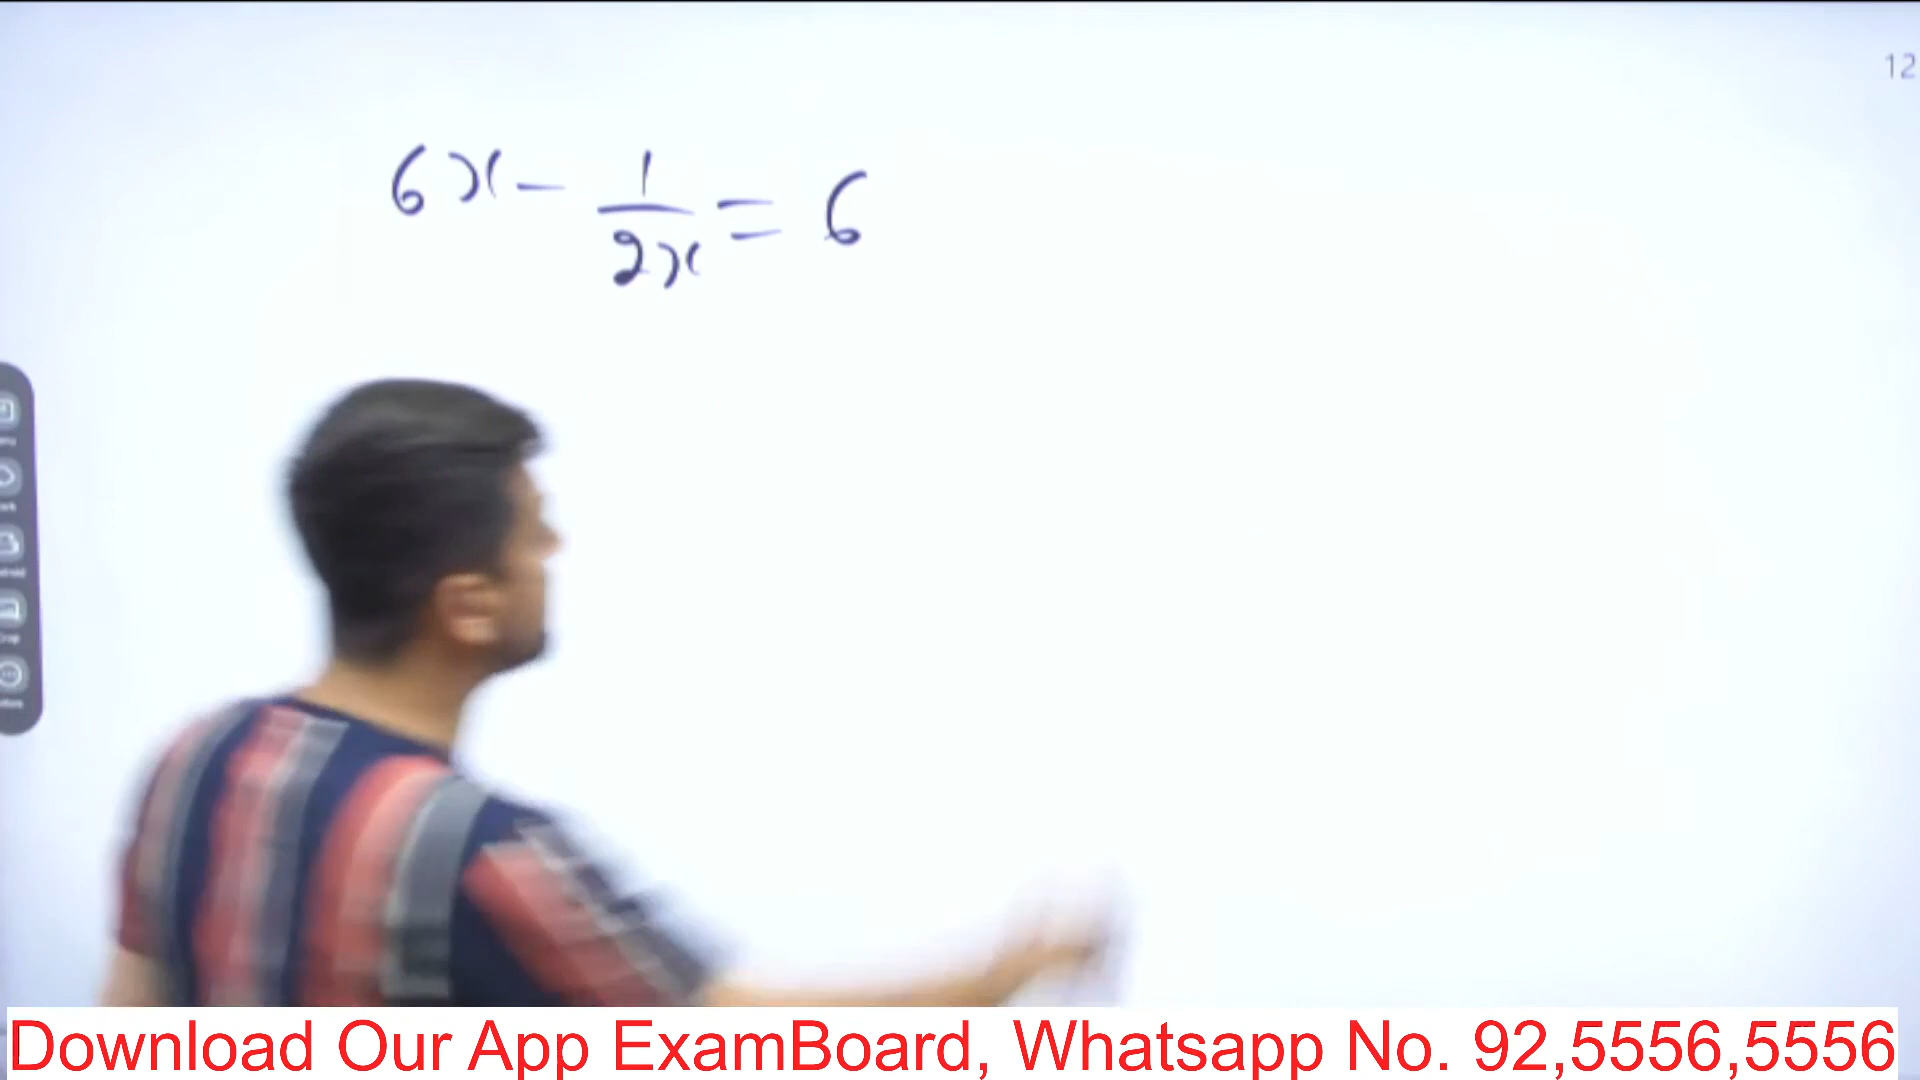 12
6x - 1/2x = 6
Download Our App ExamBoard, Whatsapp No. 92,5556,5556